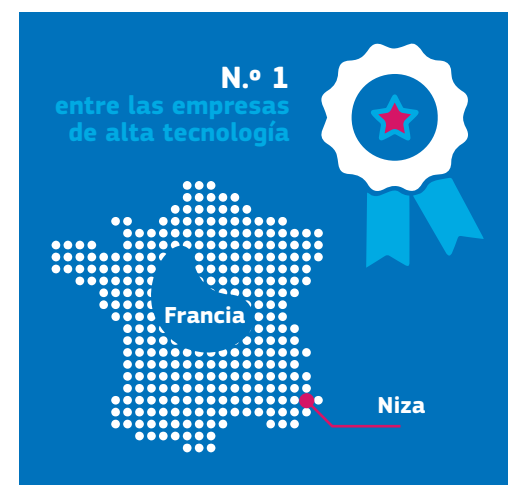 N.º 1
entre las empresas
de alta tecnología
Francia
Niza